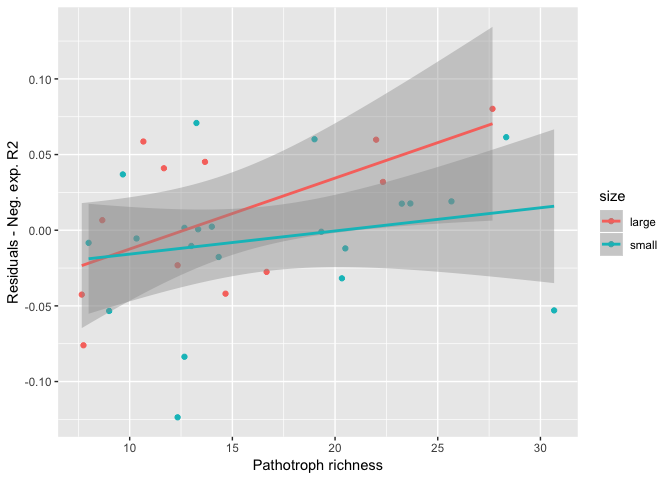 0.10
0.05
0.00
-0.05
-0.10
Residuals - Neg. exp. R2
10 15 20 25 30
Pathotroph richness
size
large
small